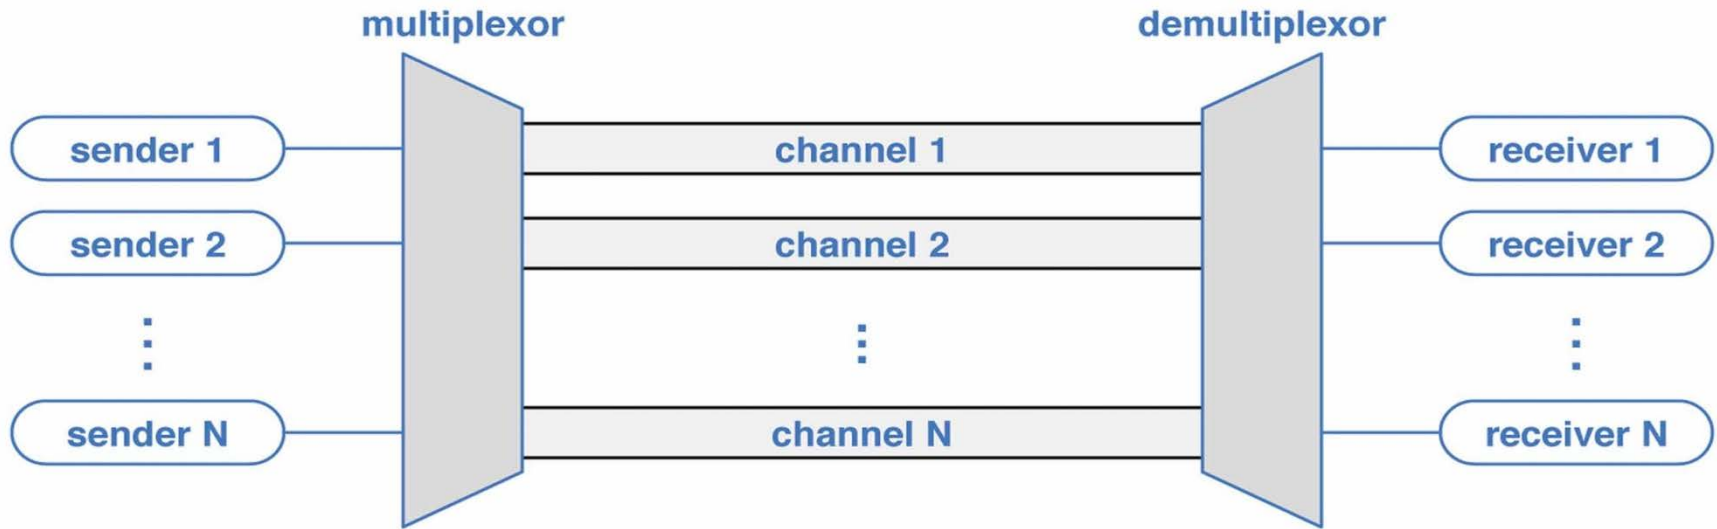 multiplexor
demultiplexor
sender 1
channel 1
receiver 1
sender 2
channel 2
receiver 2
sender N
channel N
receiver N